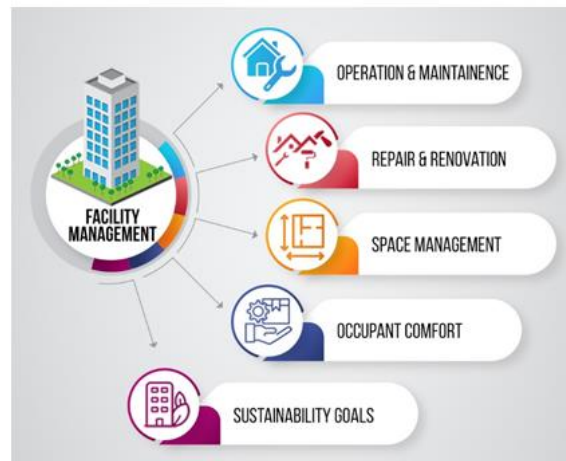 FACILITY
MANAGEMENT
OPERATION & MAINTAINENCE
REPAIR & RENOVATION
SPACE MANAGEMENT
OCCUPANT COMFORT
SUSTAINABILITY GOALS